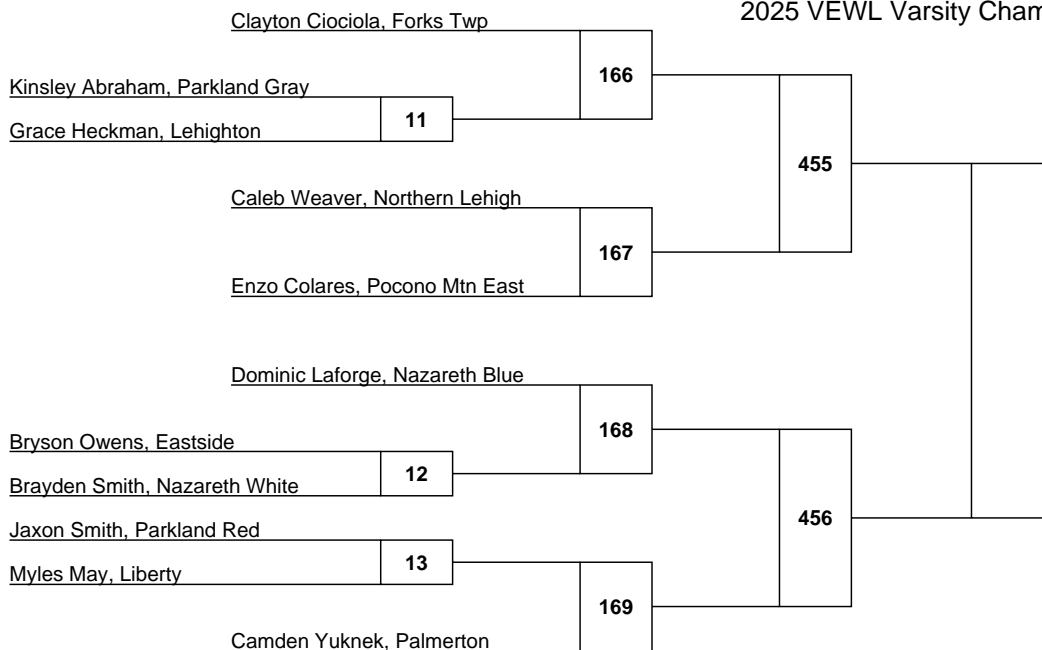 2025 VEWL Varsity
Clayton Ciociola, Forks Twp
166
Kinsley Abraham, Parkland Gray
11
Grace Heckman, Lehighton
455
Caleb Weaver, Northern Lehigh
167
Enzo Colares, Pocono Mtn East
Dominic Laforge, Nazareth Blue
168
Bryson Owens, Eastside
12
Brayden Smith, Nazareth White
456
Jaxon Smith, Parkland Red
13
Myles May, Liberty
169
Camden Yuknek, Palmerton